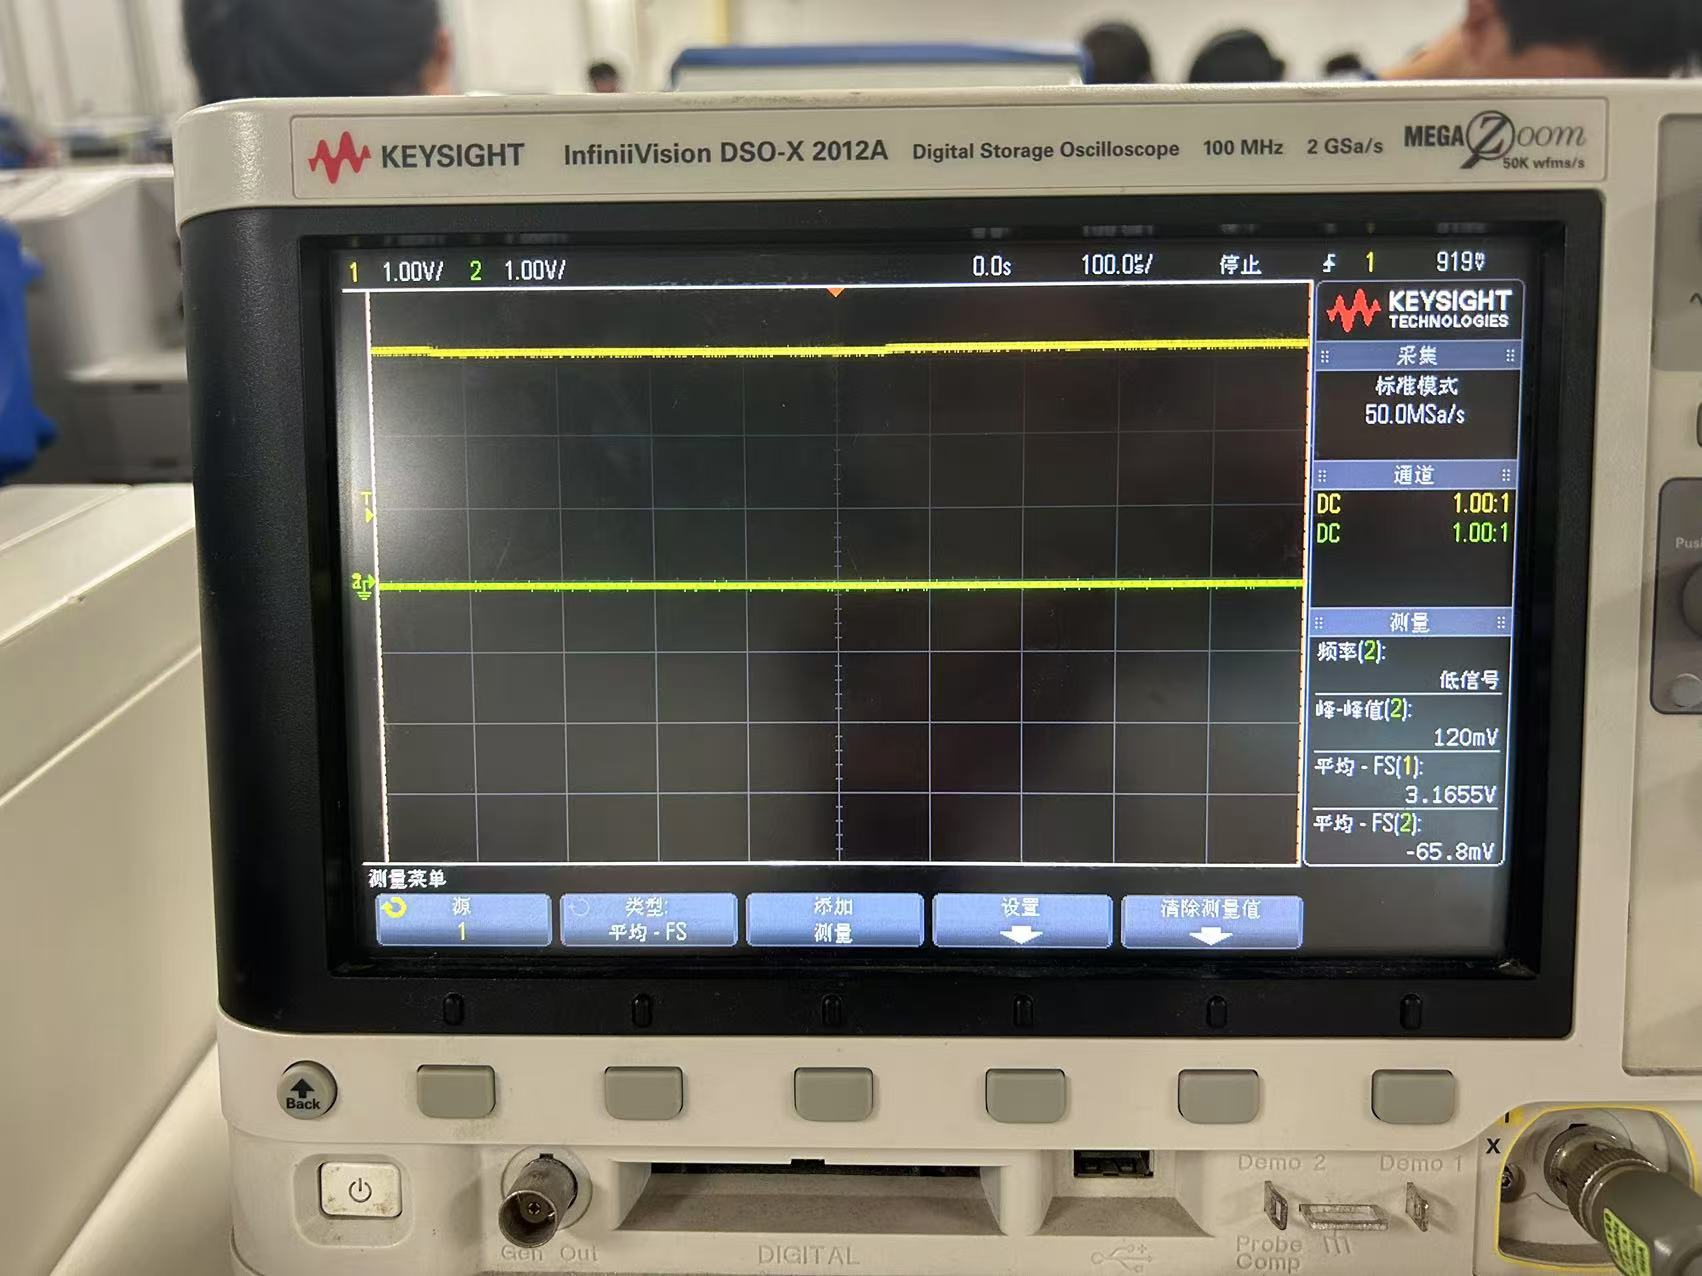 KEYSIGHT InfiniiVision DSO-X 2012A Digital Storage Oscilloscope 100 MHz 2 GSa/s MEGA Zoom
50K wfms/s
1 1.00V/ 2 1.00V/ 0.0s 100.0us/ 停止 1 919mV
KEYSIGHT
TECHNOLOGIES
采集
标准模式
50.0MSa/s
通道
DC 1.00:1
DC 1.00:1
T
测量
频率(2):
低信号
峰-峰值(2):
120mV
平均 - FS(1):
3.1655V
平均 - FS(2):
-65.8mV
测量菜单
源
1
类型:
平均 - FS
添加
测量
设置
清除测量值
Back
X
Demo 2 Demo 1
Gen Out
DIGITAL
Probe
Comp